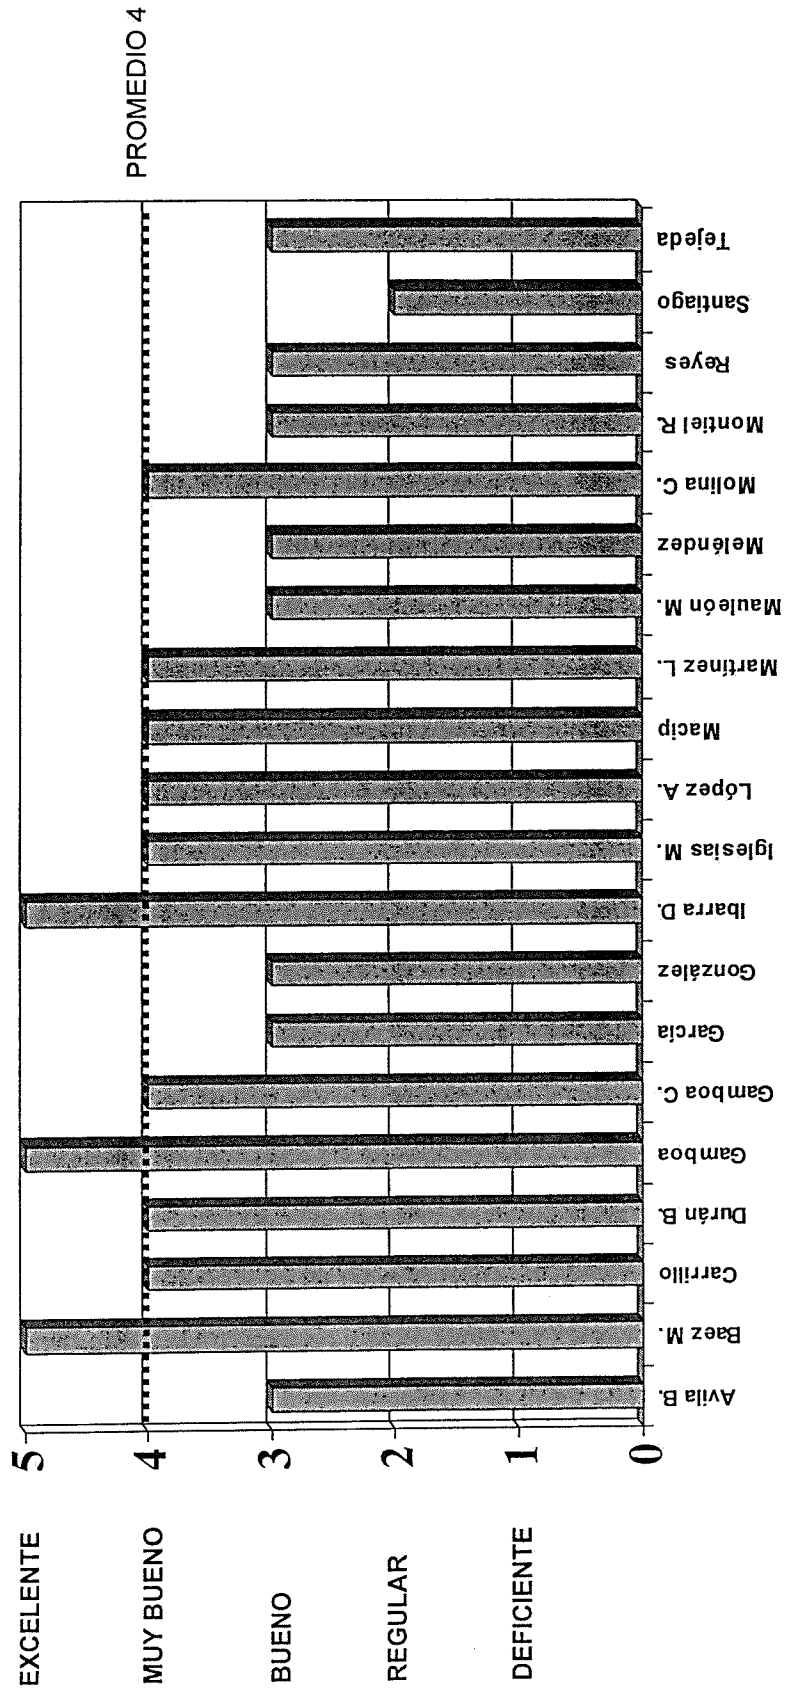 EXCELENTE
MUY BUENO
BUENO
REGULAR
DEFICIENTE
5
4
3
2
1
0
PROMEDIO 4
Avila B.
Baez M.
Carrillo
Durán B.
Gamboa
Gamboa C.
García
González
Ibarra D.
Iglesias M.
López A.
Macip
Martínez L.
Mauleón M.
Meléndez
Molina C.
Montiel R.
Reyes
Santiago
Tejeda